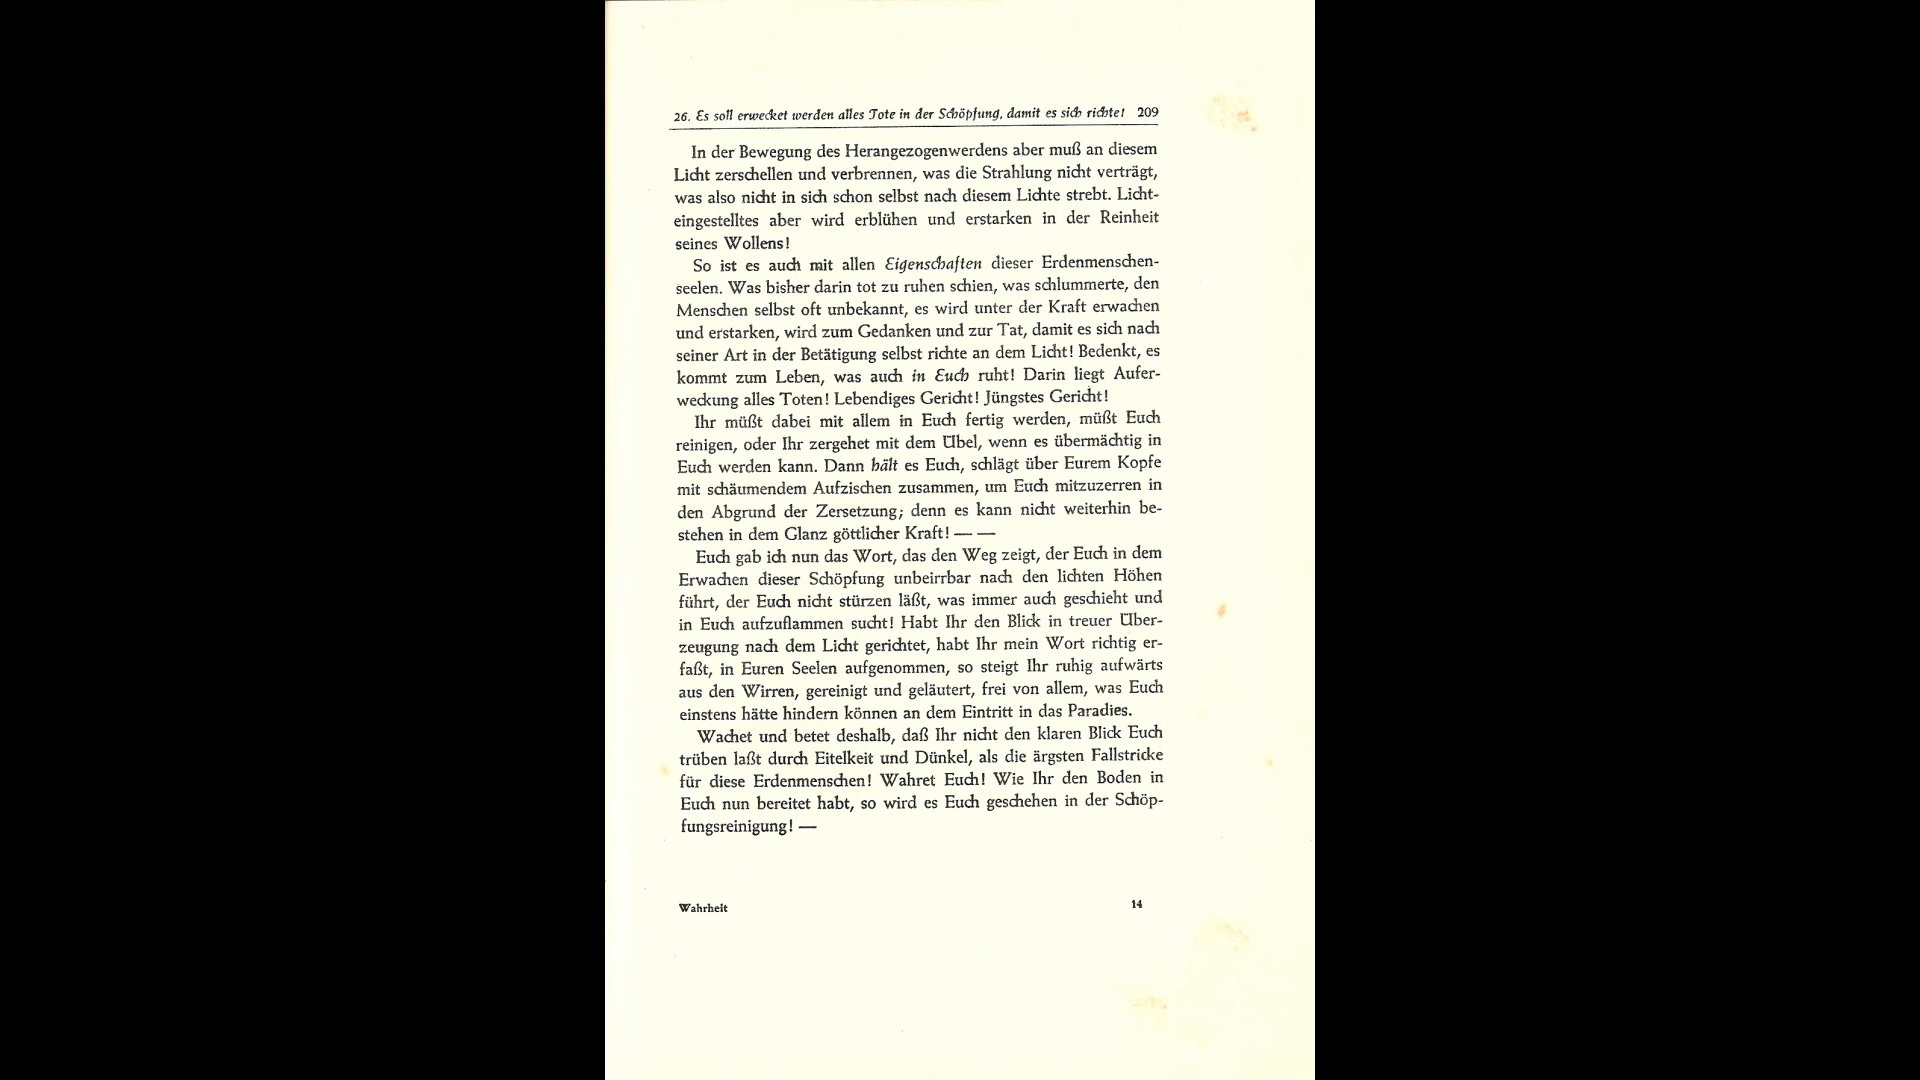 26. Es soll erwecket werden alles Tote in der Schöpfung, damit es sich richte! 209
In der Bewegung des Herangezogenwerdens aber muß an diesem
Licht zerschellen und verbrennen, was die Strahlung nicht verträgt,
was also nicht in sich schon selbst nach diesem Lichte strebt. Licht-
eingestelltes aber wird erblühen und erstarken in der Reinheit
seines Wollens!
So ist es auch mit allen Eigenschaften dieser Erdenmenschen-
seelen. Was bisher darin tot zu ruhen schien, was schlummerte, den
Menschen selbst oft unbekannt, es wird unter der Kraft erwachen
und erstarken, wird zum Gedanken und zur Tat, damit es sich nach
seiner Art in der Betätigung selbst richte an dem Licht! Bedenkt, es
kommt zum Leben, was auch in Euch ruht! Darin liegt Aufer-
weckung alles Toten! Lebendiges Gericht! Jüngstes Gericht!
Ihr müßt dabei mit allem in Euch fertig werden, müßt Euch
reinigen, oder Ihr zergehet mit dem Übel, wenn es übermächtig in
Euch werden kann. Dann hält es Euch, schlägt über Eurem Kopfe
mit schäumendem Aufzischen zusammen, um Euch mitzuzerren in
den Abgrund der Zersetzung; denn es kann nicht weiterhin be-
stehen in dem Glanz göttlicher Kraft! — —
Euch gab ich nun das Wort, das den Weg zeigt, der Euch in dem
Erwachen dieser Schöpfung unbeirrbar nach den lichten Höhen
führt, der Euch nicht stürzen läßt, was immer auch geschieht und
in Euch aufzuflammen sucht! Habt Ihr den Blick in treuer Über-
zeugung nach dem Licht gerichtet, habt Ihr mein Wort richtig er-
faßt, in Euren Seelen aufgenommen, so steigt Ihr ruhig aufwärts
aus den Wirren, gereinigt und geläutert, frei von allem, was Euch
einstens hätte hindern können an dem Eintritt in das Paradies.
Wachet und betet deshalb, daß Ihr nicht den klaren Blick Euch
trüben laßt durch Eitelkeit und Dünkel, als die ärgsten Fallstricke
für diese Erdenmenschen! Wahret Euch! Wie Ihr den Boden in
Euch nun bereitet habt, so wird es Euch geschehen in der Schöp-
fungsreinigung! —
Wahrheit 14